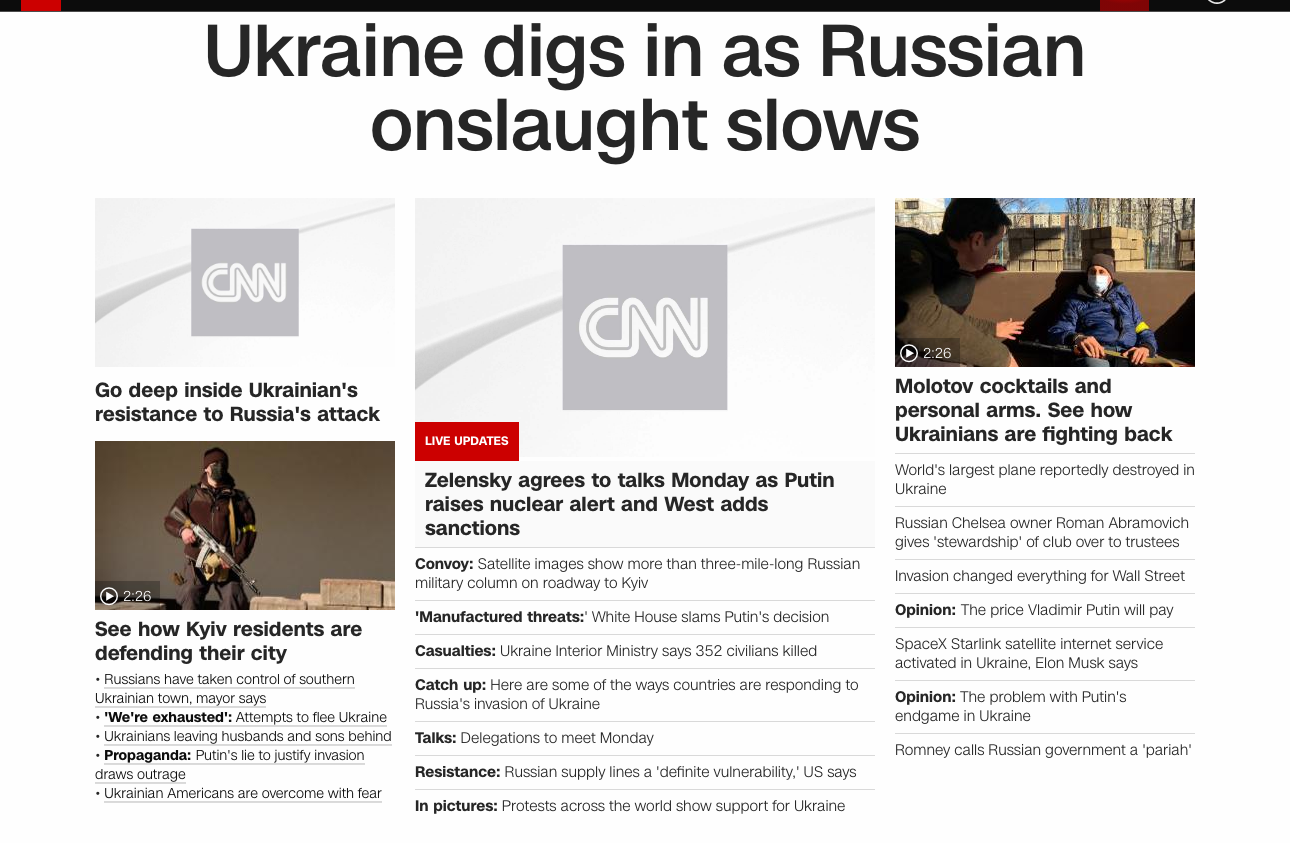 Ukraine digs in as Russian
onslaught slows
CNN
Go deep inside Ukrainian's
resistance to Russia's attack
2:26
See how Kyiv residents are
defending their city
• Russians have taken control of southern
Ukrainian town, mayor says
• 'We're exhausted': Attempts to flee Ukraine
• Ukrainians leaving husbands and sons behind
• Propaganda: Putin's lie to justify invasion
draws outrage
• Ukrainian Americans are overcome with fear
CNN
LIVE UPDATES
Zelensky agrees to talks Monday as Putin
raises nuclear alert and West adds
sanctions
Convoy: Satellite images show more than three-mile-long Russian
military column on roadway to Kyiv
'Manufactured threats:' White House slams Putin's decision
Casualties: Ukraine Interior Ministry says 352 civilians killed
Catch up: Here are some of the ways countries are responding to
Russia's invasion of Ukraine
Talks: Delegations to meet Monday
Resistance: Russian supply lines a 'definite vulnerability,' US says
In pictures: Protests across the world show support for Ukraine
2:26
Molotov cocktails and
personal arms. See how
Ukrainians are fighting back
World's largest plane reportedly destroyed in
Ukraine
Russian Chelsea owner Roman Abramovich
gives 'stewardship' of club over to trustees
Invasion changed everything for Wall Street
Opinion: The price Vladimir Putin will pay
SpaceX Starlink satellite internet service
activated in Ukraine, Elon Musk says
Opinion: The problem with Putin's
endgame in Ukraine
Romney calls Russian government a 'pariah'